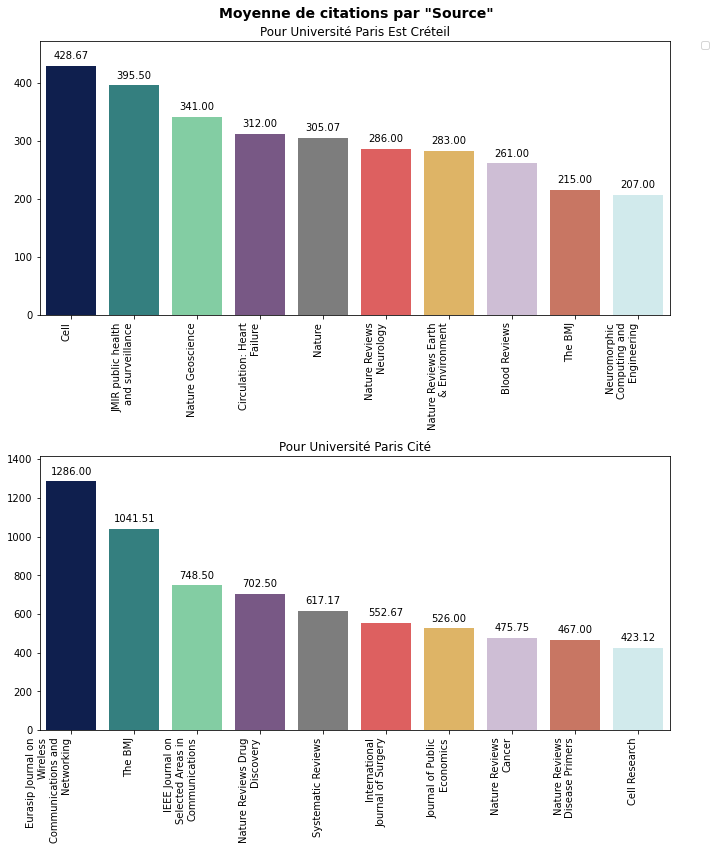 Moyenne de citations par "Source"
Pour Université Paris Est Créteil
428.67
395.50
341.00
312.00
305.07
286.00
283.00
261.00
215.00
207.00
400
300
200
100
0
Cell
JMIR public health
and surveillance
Nature Geoscience
Circulation: Heart
Failure
Nature
Nature Reviews
Neurology
Nature Reviews Earth
& Environment
Blood Reviews
The BMJ
Neuromorphic
Computing and
Engineering
Pour Université Paris Cité
1286.00
1041.51
748.50
702.50
617.17
552.67
526.00
475.75
467.00
423.12
1400
1200
1000
800
600
400
200
0
Eurasip Journal on
Wireless
Communications and
Networking
The BMJ
IEEE Journal on
Selected Areas in
Communications
Nature Reviews Drug
Discovery
Systematic Reviews
International
Journal of Surgery
Journal of Public
Economics
Nature Reviews
Cancer
Nature Reviews
Disease Primers
Cell Research